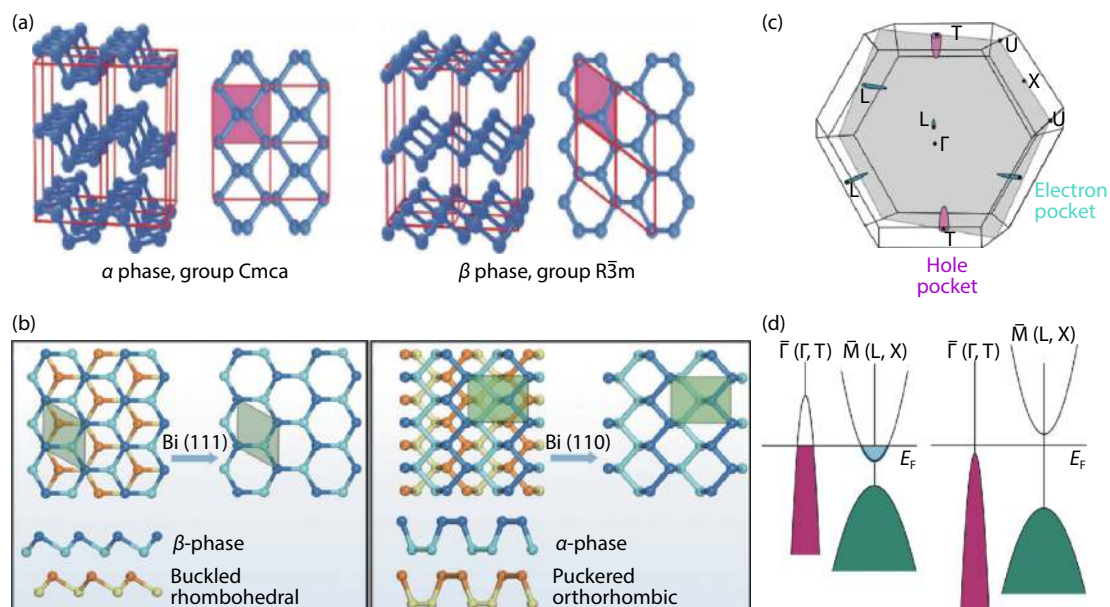 (a)
α phase, group Cmca
β phase, group R3̅m
(b)
Bi (111)
β-phase
Buckled
rhombohedral
Bi (110)
α-phase
Puckered
orthorhombic
(c)
T
U
X
L
L
U
Γ
L
Electron
pocket
T
Hole
pocket
(d)
Γ̅ (Γ, T)
M̅ (L, X)
E_F
Γ̅ (Γ, T)
M̅ (L, X)
E_F